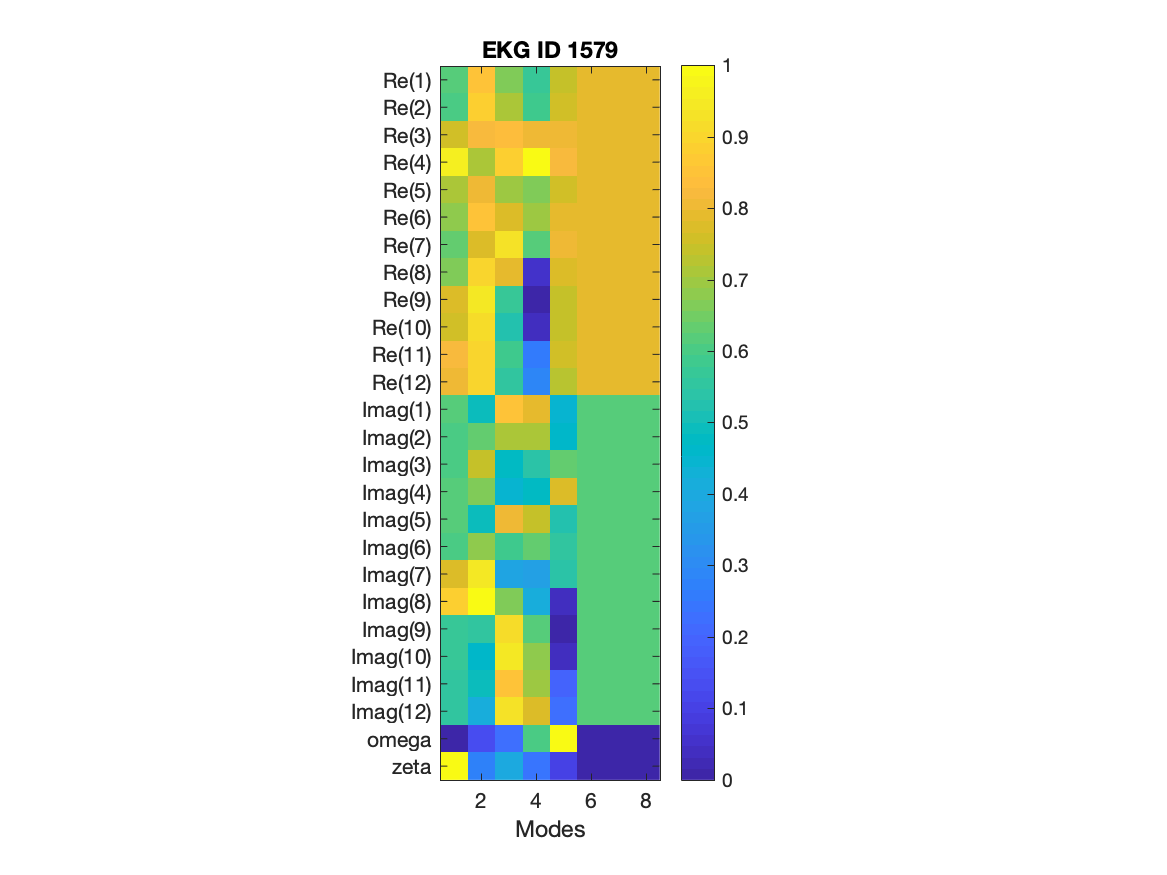 EKG ID 1579
Re(1)
Re(2)
Re(3)
Re(4)
Re(5)
Re(6)
Re(7)
Re(8)
Re(9)
Re(10)
Re(11)
Re(12)
Imag(1)
Imag(2)
Imag(3)
Imag(4)
Imag(5)
Imag(6)
Imag(7)
Imag(8)
Imag(9)
Imag(10)
Imag(11)
Imag(12)
omega
zeta
2 4 6 8
Modes
1
0.9
0.8
0.7
0.6
0.5
0.4
0.3
0.2
0.1
0